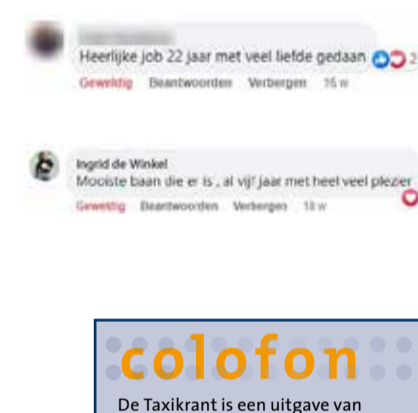 Heerlijke job 22 jaar met veel liefde gedaan 2
Geweldig Beantwoorden Verbergen 15 w
Ingrid de Winkel
Mooiste baan die er is , al vijf jaar met heel veel plezier
Geweldig Beantwoorden Verbergen 18 w
colofon
De Taxikrant is een uitgave van